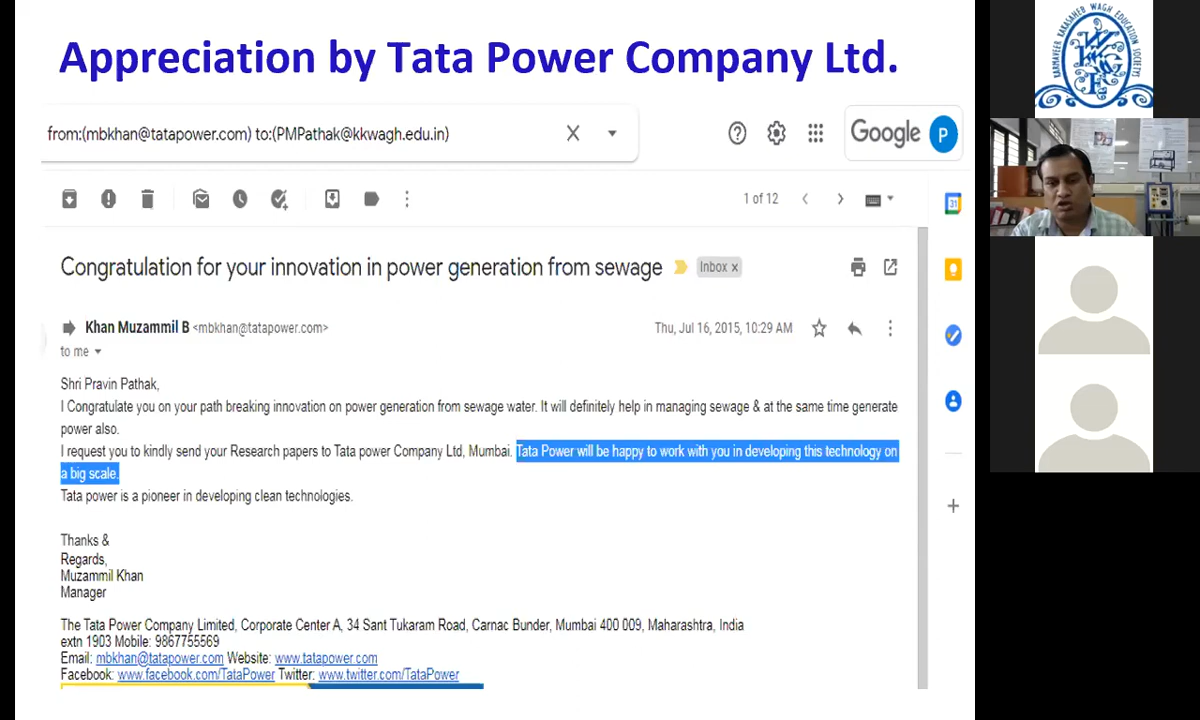 Appreciation by Tata Power Company Ltd.
from:(mbkhan@tatapower.com) to:(PMPathak@kkwagh.edu.in)
Google
P
1 of 12
31
Congratulation for your innovation in power generation from sewage
Inbox x
Khan Muzammil B <mbkhan@tatapower.com>
Thu, Jul 16, 2015, 10:29 AM
to me
Shri Pravin Pathak,
I Congratulate you on your path breaking innovation on power generation from sewage water. It will definitely help in managing sewage & at the same time generate
power also.
I request you to kindly send your Research papers to Tata power Company Ltd, Mumbai. Tata Power will be happy to work with you in developing this technology on
a big scale.
Tata power is a pioneer in developing clean technologies.
Thanks &
Regards,
Muzammil Khan
Manager
The Tata Power Company Limited, Corporate Center A, 34 Sant Tukaram Road, Carnac Bunder, Mumbai 400 009, Maharashtra, India
extn 1903 Mobile: 9867755569
Email: mbkhan@tatapower.com Website: www.tatapower.com
Facebook: www.facebook.com/TataPower Twitter: www.twitter.com/TataPower
KARMAVEER KAKASAHEB WAGH EDUCATION SOCIETY'S